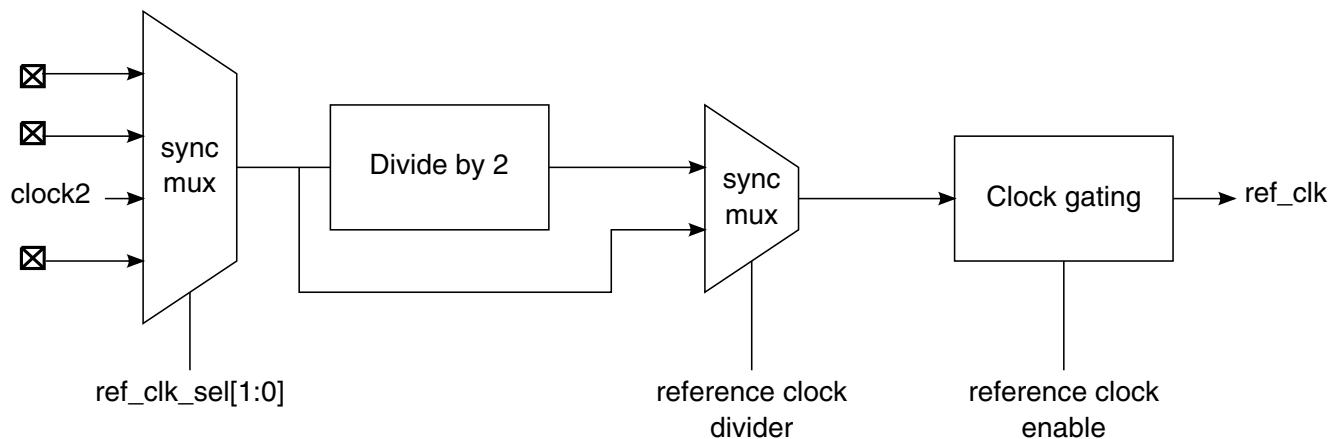 sync
mux
clock2
Divide by 2
sync
mux
Clock gating
ref_clk
ref_clk_sel[1:0]
reference clock
divider
reference clock
enable